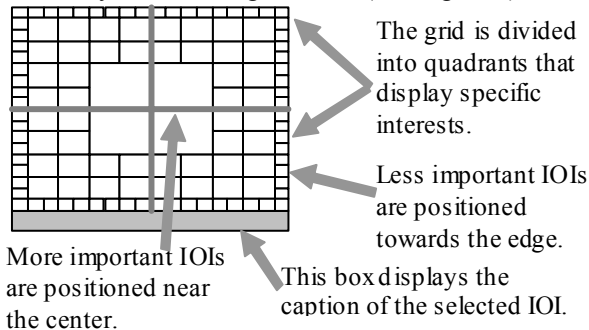 The grid is divided
into quadrants that
display specific
interests.
Less important IOIs
are positioned
towards the edge.
More important IOIs
are positioned near
the center.
This box displays the
caption of the selected IOI.